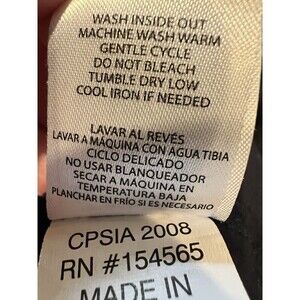 WASH INSIDE OUT
MACHINE WASH WARM
GENTLE CYCLE
DO NOT BLEACH
TUMBLE DRY LOW
COOL IRON IF NEEDED
LAVAR AL REVÉS
LAVAR A MÁQUINA CON AGUA TIBIA
CICLO DELICADO
NO USAR BLANQUEADOR
SECAR A MÁQUINA EN
TEMPERATURA BAJA
PLANCHAR EN FRÍO SI ES NECESARIO
CPSIA 2008
RN #154565
MADE IN